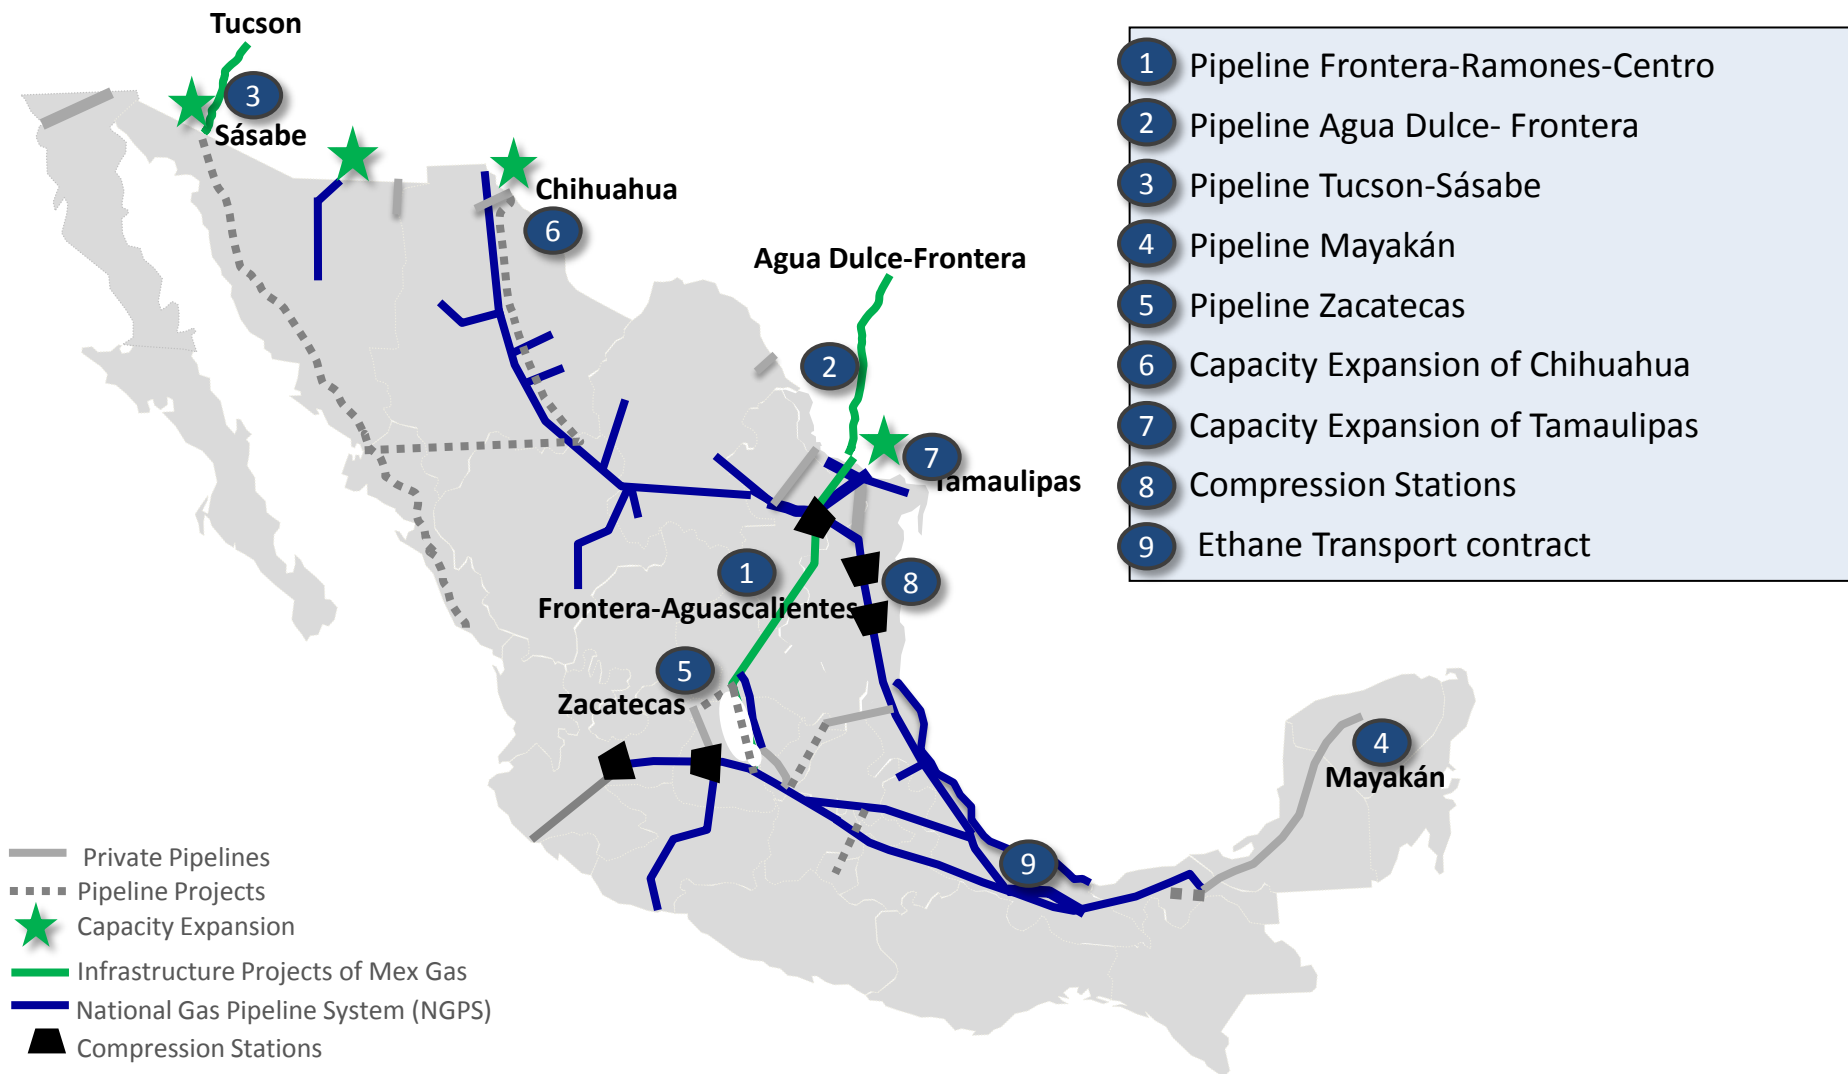 Tucson
3
Sásabe
Chihuahua
6
Agua Dulce-Frontera
2
7
Tamaulipas
1
8
Frontera-Aguascalientes
5
Zacatecas
4
Mayakán
9
1 Pipeline Frontera-Ramones-Centro
2 Pipeline Agua Dulce- Frontera
3 Pipeline Tucson-Sásabe
4 Pipeline Mayakán
5 Pipeline Zacatecas
6 Capacity Expansion of Chihuahua
7 Capacity Expansion of Tamaulipas
8 Compression Stations
9 Ethane Transport contract
Private Pipelines
Pipeline Projects
Capacity Expansion
Infrastructure Projects of Mex Gas
National Gas Pipeline System (NGPS)
Compression Stations